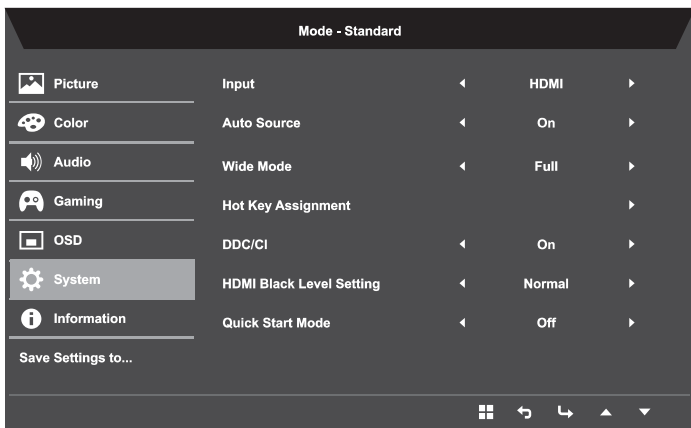 Mode - Standard
Picture
Color
Audio
Gaming
OSD
System
Information
Save Settings to...
Input HDMI
Auto Source On
Wide Mode Full
Hot Key Assignment
DDC/CI On
HDMI Black Level Setting Normal
Quick Start Mode Off